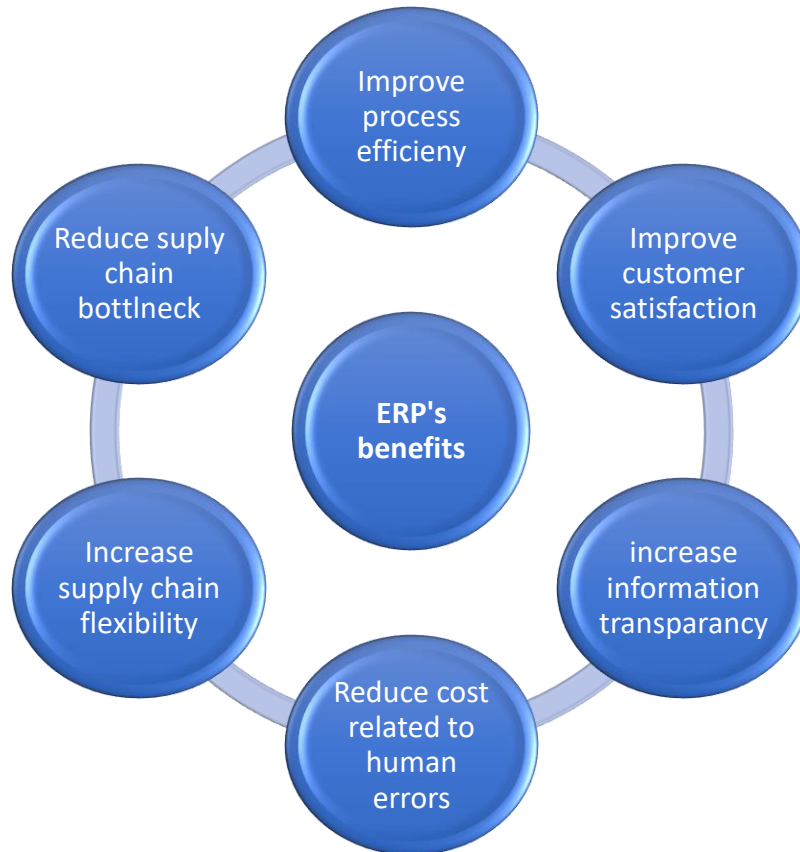 Improve
process
efficieny
Improve
customer
satisfaction
increase
information
transparancy
Reduce cost
related to
human
errors
Increase
supply chain
flexibility
Reduce suply
chain
bottlneck
ERP's
benefits